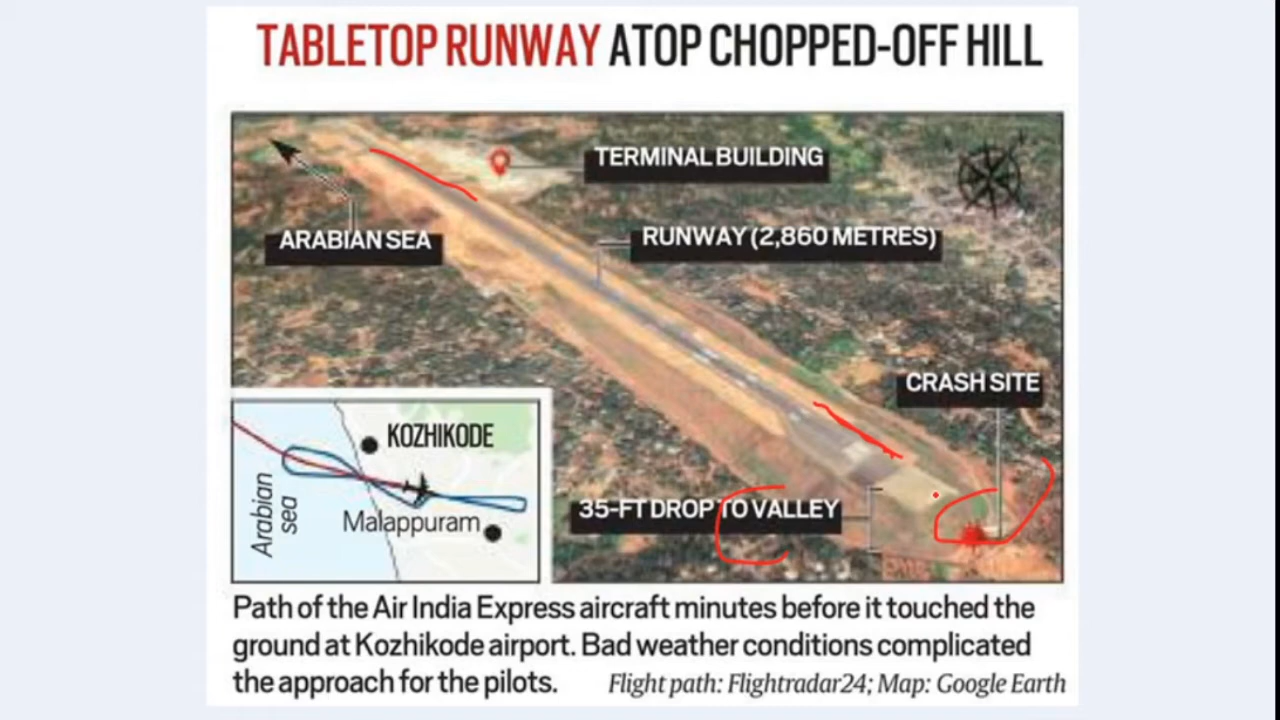 TABLETOP RUNWAY ATOP CHOPPED-OFF HILL
TERMINAL BUILDING
ARABIAN SEA
RUNWAY (2,860 METRES)
CRASH SITE
35-FT DROP TO VALLEY
KOZHIKODE
Arabian
sea
Malappuram
Path of the Air India Express aircraft minutes before it touched the
ground at Kozhikode airport. Bad weather conditions complicated
the approach for the pilots.
Flight path: Flightradar24; Map: Google Earth